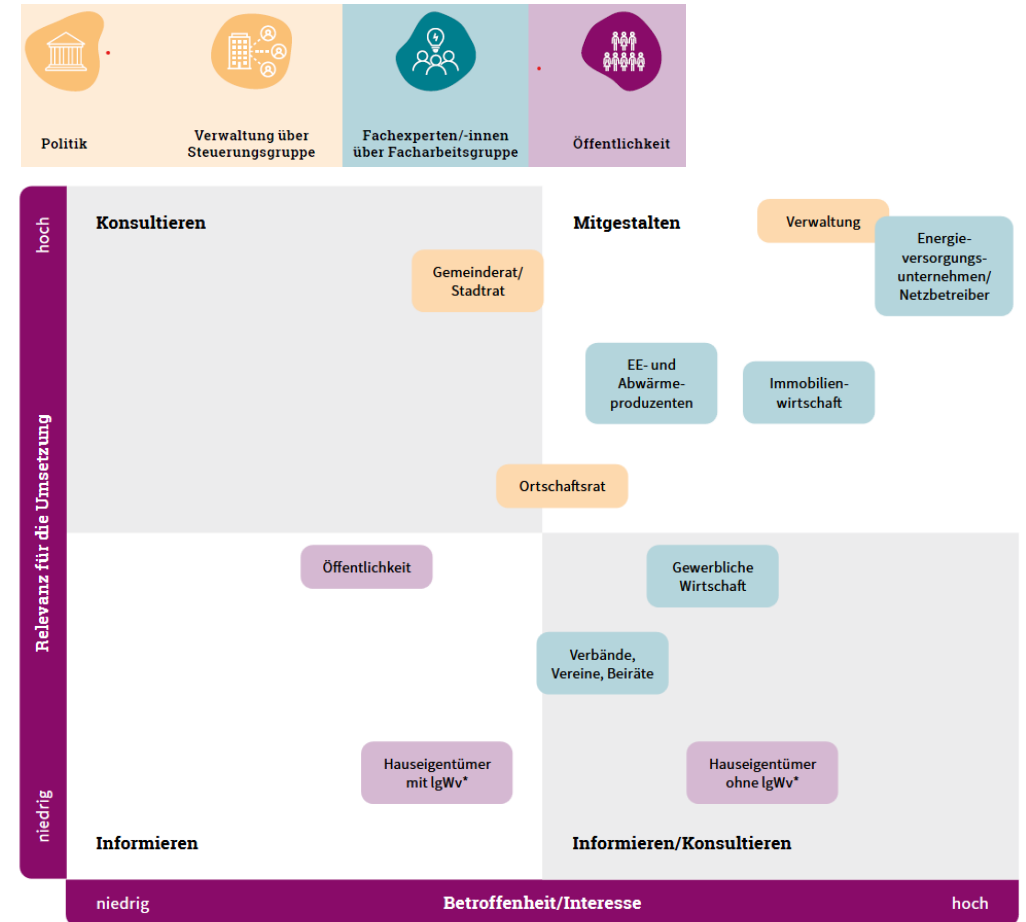 Politik
Verwaltung über
Steuerungsgruppe
Fachexperten/-innen
über Facharbeitsgruppe
Öffentlichkeit
Relevanz für die Umsetzung
hoch
niedrig
Konsultieren
Mitgestalten
Verwaltung
Energie-
versorgungs-
unternehmen/
Netzbetreiber
Gemeinderat/
Stadtrat
EE- und
Abwärme-
produzenten
Immobilien-
wirtschaft
Ortschaftsrat
Öffentlichkeit
Gewerbliche
Wirtschaft
Verbände,
Vereine, Beiräte
Hauseigentümer
mit lgWv*
Hauseigentümer
ohne lgWv*
Informieren
Informieren/Konsultieren
niedrig
Betroffenheit/Interesse
hoch